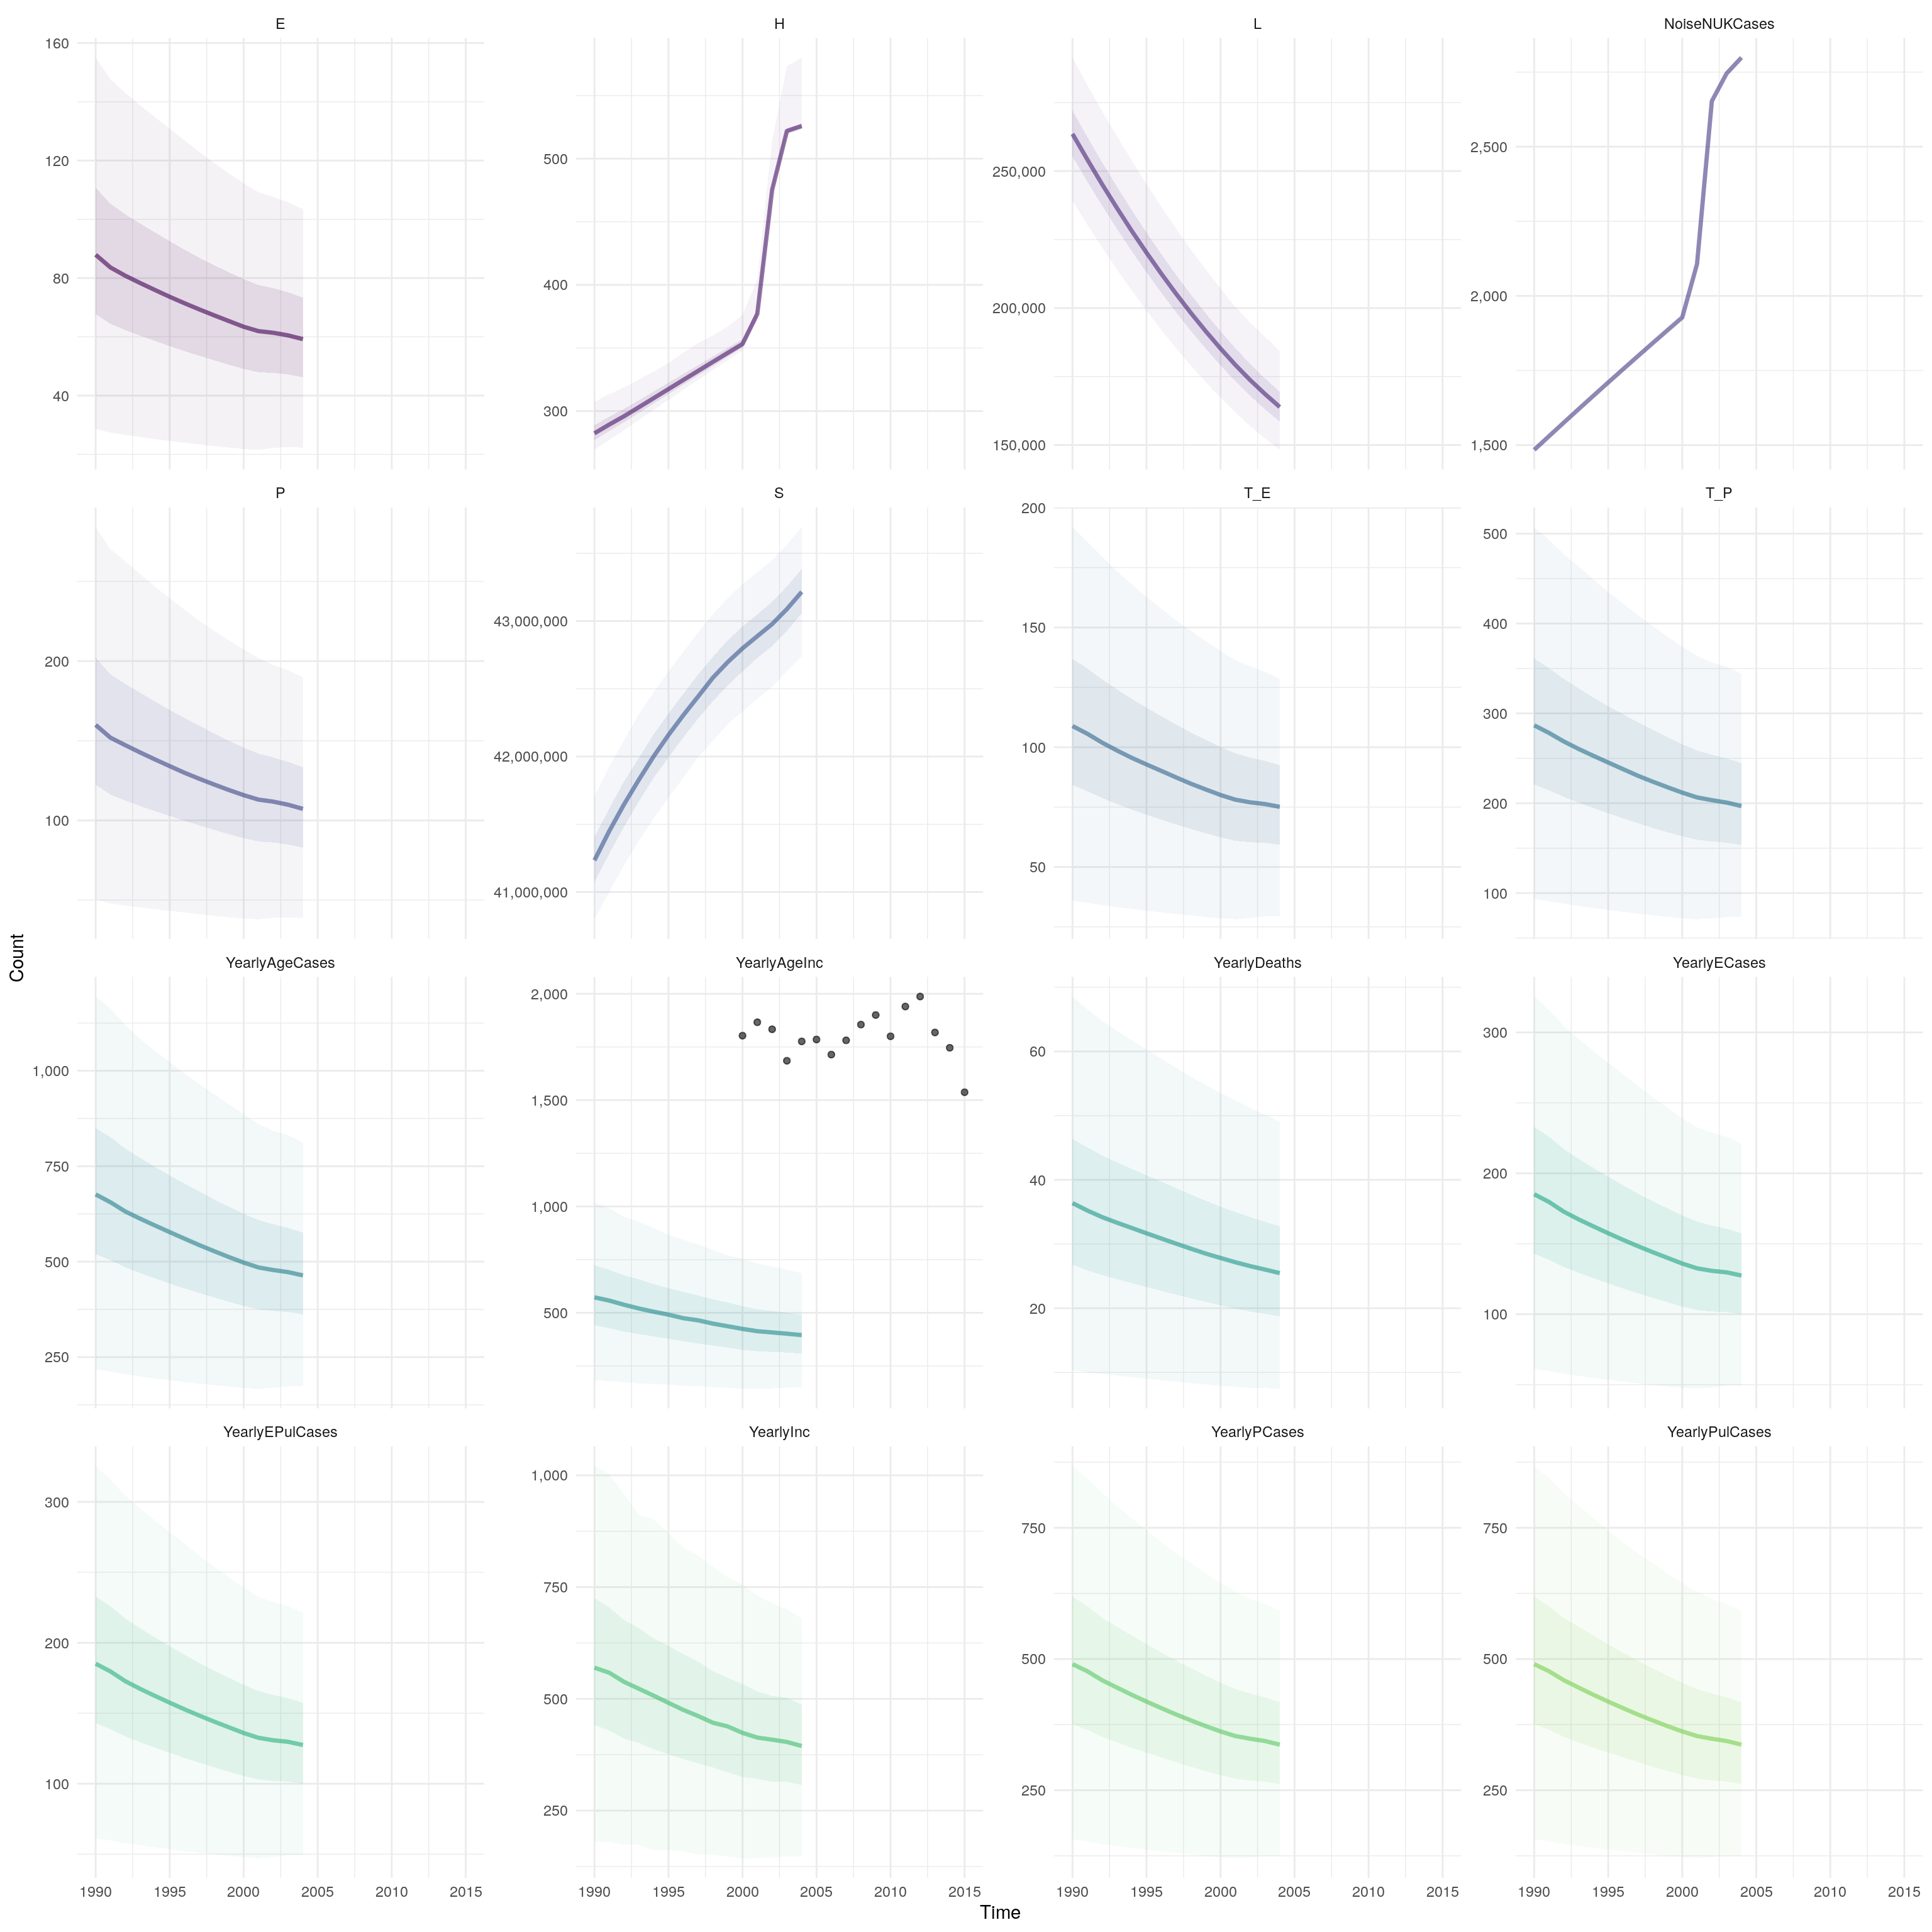 E
H
L
NoiseNUKCases
160
120
80
40
500
400
300
250,000
200,000
150,000
2,500
2,000
1,500
P
S
T_E
T_P
200
100
43,000,000
42,000,000
41,000,000
200
150
100
50
500
400
300
200
100
YearlyAgeCases
YearlyAgeInc
YearlyDeaths
YearlyECases
1,000
750
500
250
2,000
1,500
1,000
500
60
40
20
300
200
100
YearlyEPulCases
YearlyInc
YearlyPCases
YearlyPulCases
300
200
100
1,000
750
500
250
750
500
250
750
500
250
1990 1995 2000 2005 2010 2015
1990 1995 2000 2005 2010 2015
1990 1995 2000 2005 2010 2015
1990 1995 2000 2005 2010 2015
Count
Time